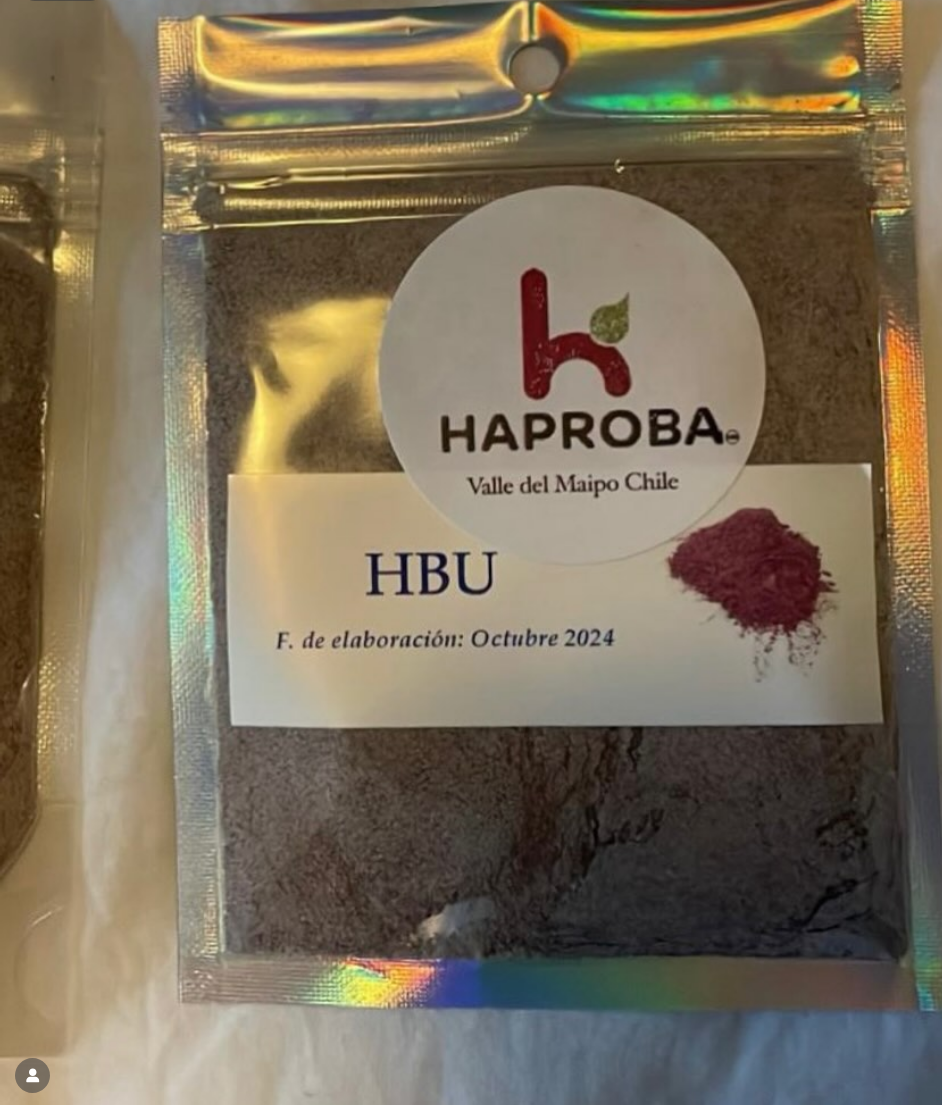 HAPROBA
Valle del Maipo Chile
HBU
F. de elaboración: Octubre 2024